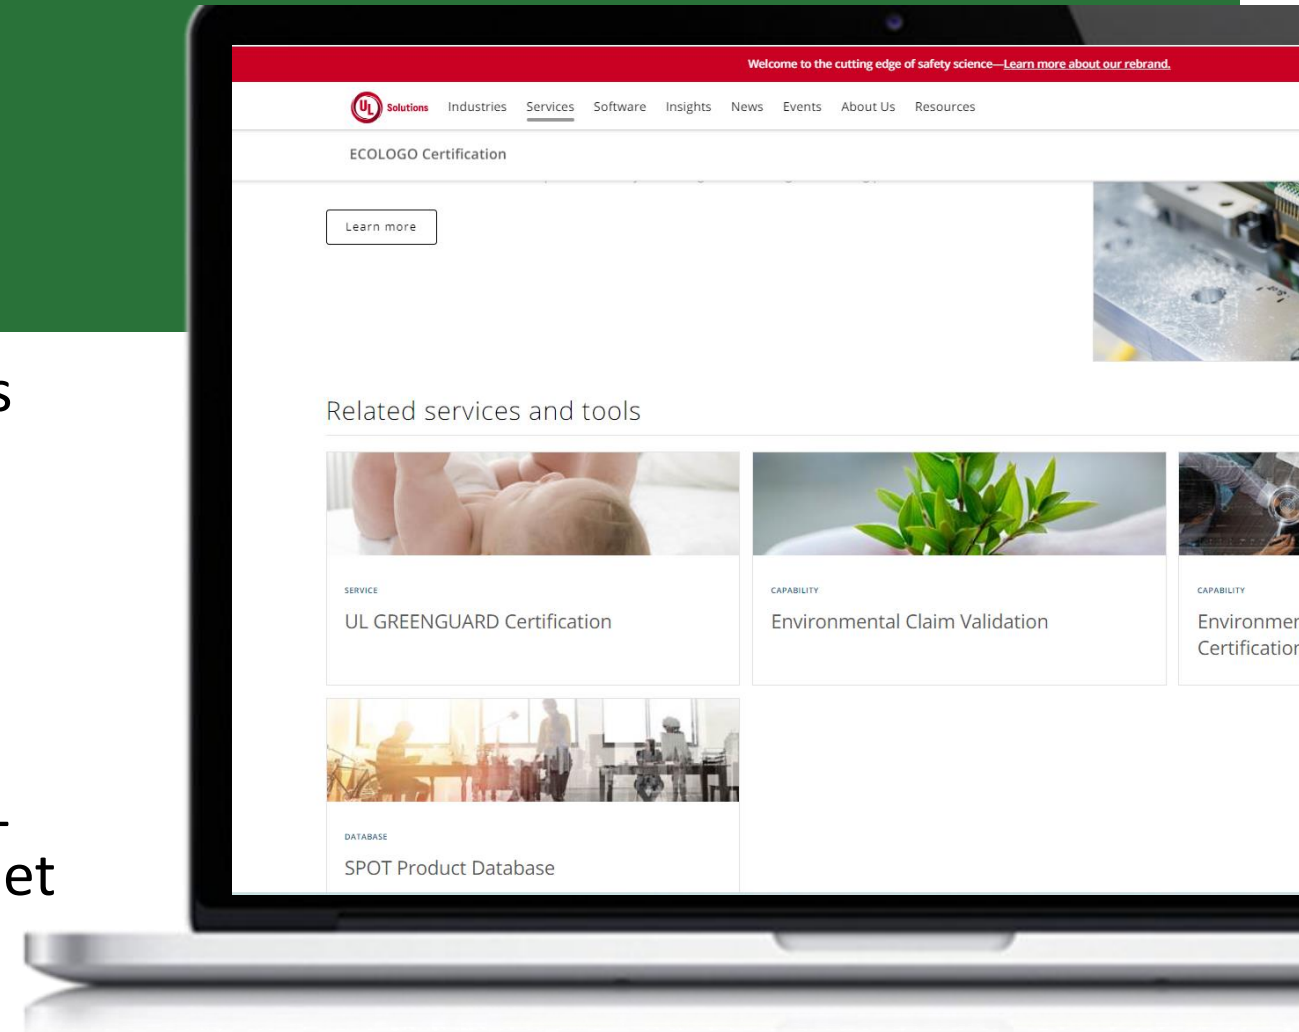 Welcome to the cutting edge of safety science—Learn more about our rebrand.
UL Solutions Industries Services Software Insights News Events About Us Resources
ECOLOGO Certification
Learn more
s
Related services and tools
SERVICE
UL GREENGUARD Certification
CAPABILITY
Environmental Claim Validation
CAPABILITY
Environmen
Certification
-
et
DATABASE
SPOT Product Database